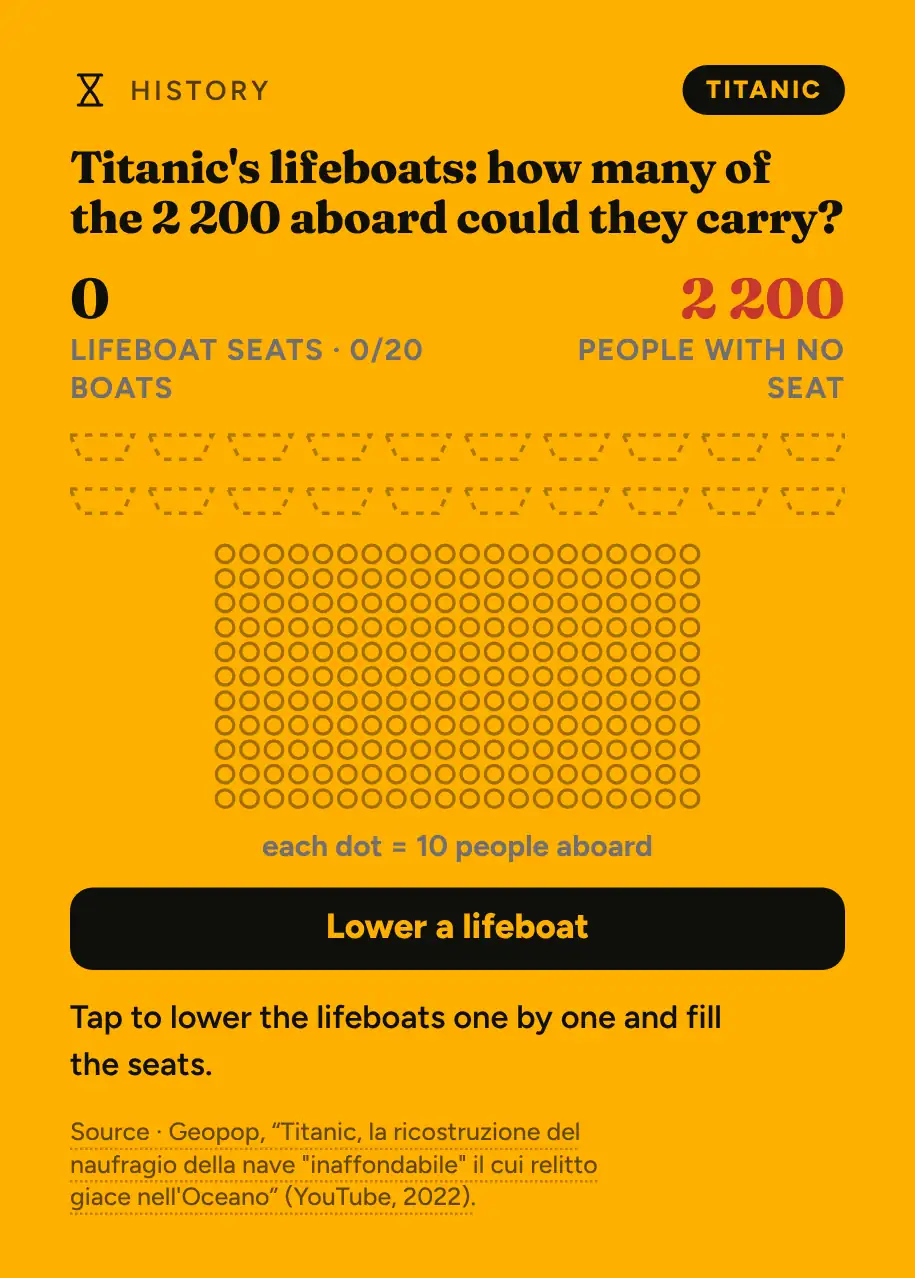 HISTORY
TITANIC
Titanic's lifeboats: how many of
the 2 200 aboard could they carry?
0
2 200
LIFEBOAT SEATS · 0/20
BOATS
PEOPLE WITH NO
SEAT
each dot = 10 people aboard
Lower a lifeboat
Tap to lower the lifeboats one by one and fill
the seats.
Source · Geopop, “Titanic, la ricostruzione del
naufragio della nave "inaffondabile" il cui relitto
giace nell'Oceano” (YouTube, 2022).